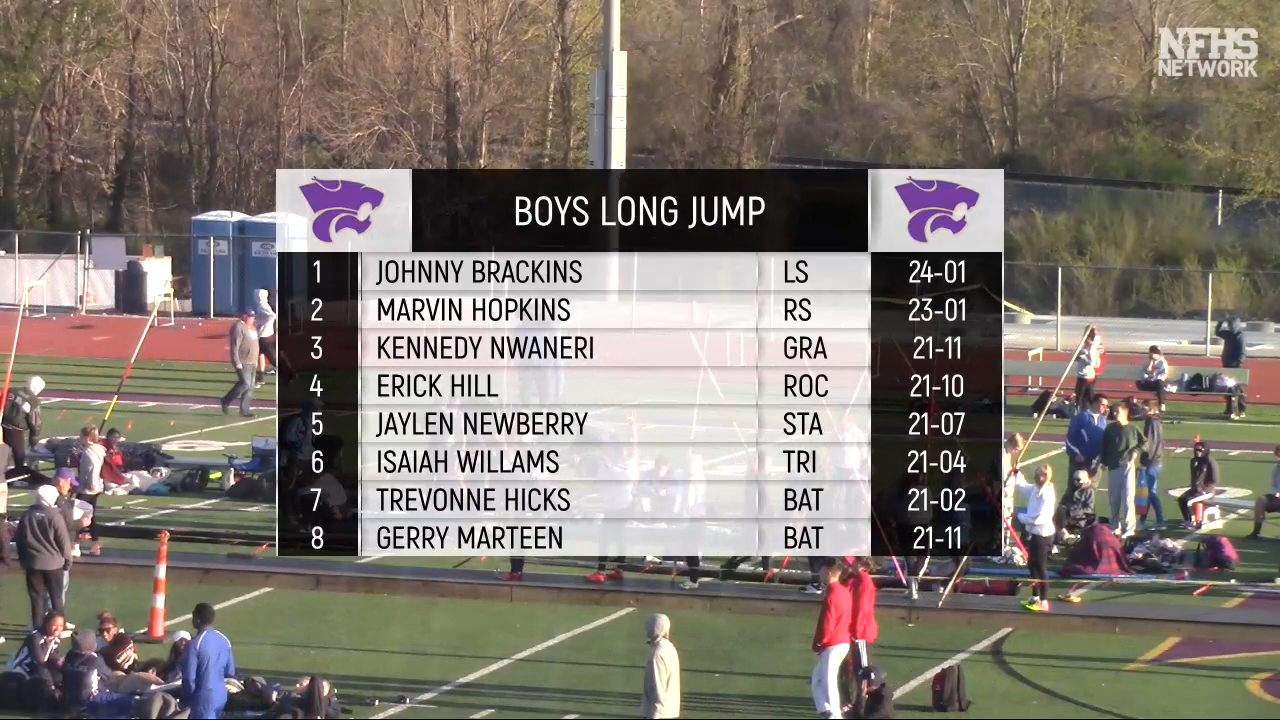 NFHS
NETWORK
BOYS LONG JUMP
1 JOHNNY BRACKINS LS 24-01
2 MARVIN HOPKINS RS 23-01
3 KENNEDY NWANERI GRA 21-11
4 ERICK HILL ROC 21-10
5 JAYLEN NEWBERRY STA 21-07
6 ISAIAH WILLAMS TRI 21-04
7 TREVONNE HICKS BAT 21-02
8 GERRY MARTEEN BAT 21-11